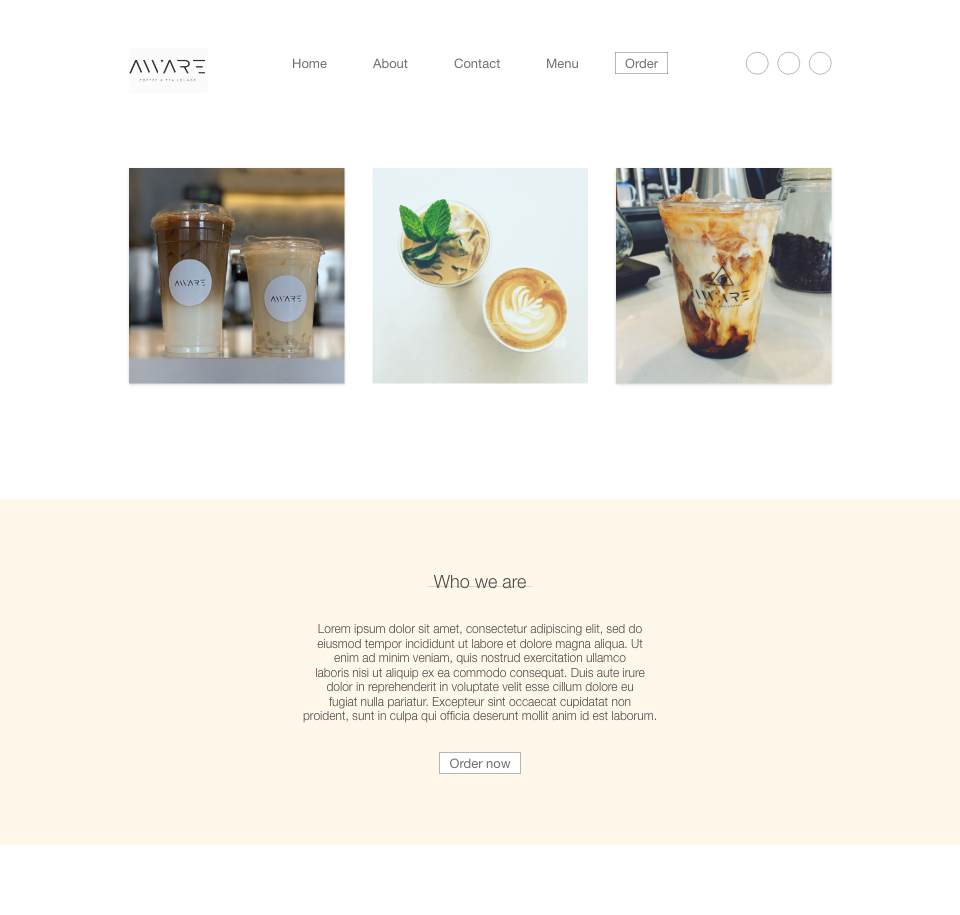 AWARE
COFFEE & TEA LOUNGE
Home
About
Contact
Menu
Order
AWARE
AWARE
AWARE
Who we are
Lorem ipsum dolor sit amet, consectetur adipiscing elit, sed do
eiusmod tempor incididunt ut labore et dolore magna aliqua. Ut
enim ad minim veniam, quis nostrud exercitation ullamco
laboris nisi ut aliquip ex ea commodo consequat. Duis aute irure
dolor in reprehenderit in voluptate velit esse cillum dolore eu
fugiat nulla pariatur. Excepteur sint occaecat cupidatat non
proident, sunt in culpa qui officia deserunt mollit anim id est laborum.
Order now